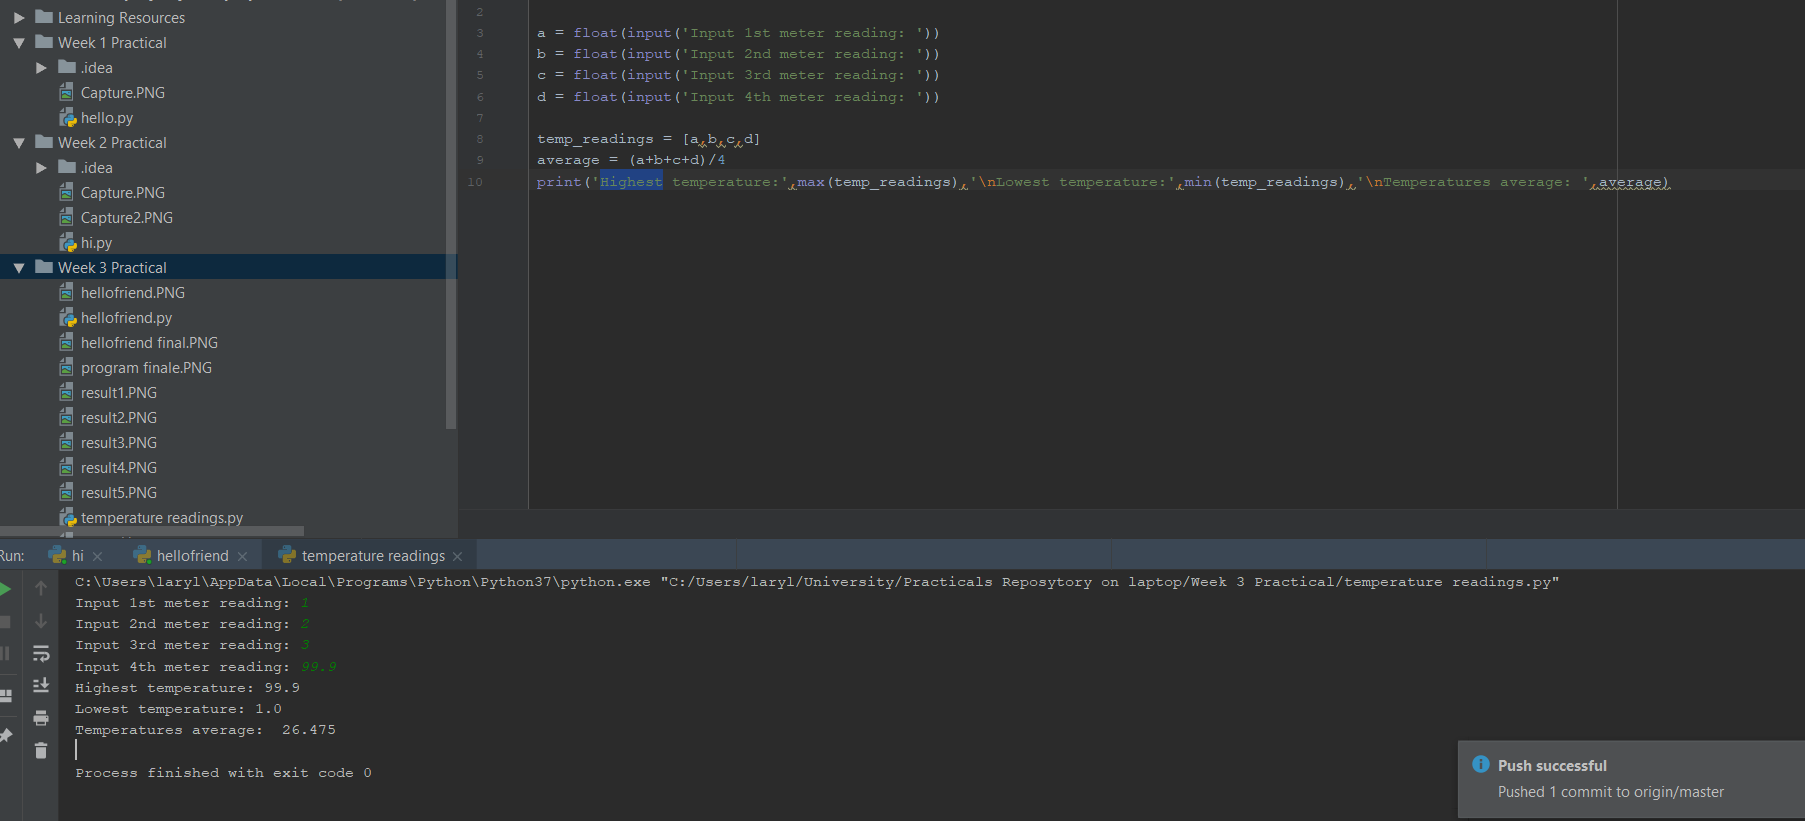 Learning Resources
Week 1 Practical
.idea
Capture.PNG
hello.py
Week 2 Practical
.idea
Capture.PNG
Capture2.PNG
hi.py
Week 3 Practical
hellofriend.PNG
hellofriend.py
hellofriend final.PNG
program finale.PNG
result1.PNG
result2.PNG
result3.PNG
result4.PNG
result5.PNG
temperature readings.py
2
3 a = float(input('Input 1st meter reading: '))
4 b = float(input('Input 2nd meter reading: '))
5 c = float(input('Input 3rd meter reading: '))
6 d = float(input('Input 4th meter reading: '))
7
8 temp_readings = [a,b,c,d]
9 average = (a+b+c+d)/4
10 print('Highest temperature:',max(temp_readings),'\nLowest temperature:',min(temp_readings),'\nTemperatures average: ',average)
Run: hi hellofriend temperature readings
C:\Users\laryl\AppData\Local\Programs\Python\Python37\python.exe "C:/Users/laryl/University/Practicals Reposytory on laptop/Week 3 Practical/temperature readings.py"
Input 1st meter reading: 1
Input 2nd meter reading: 2
Input 3rd meter reading: 3
Input 4th meter reading: 99.9
Highest temperature: 99.9
Lowest temperature: 1.0
Temperatures average:  26.475
Process finished with exit code 0
Push successful
Pushed 1 commit to origin/master